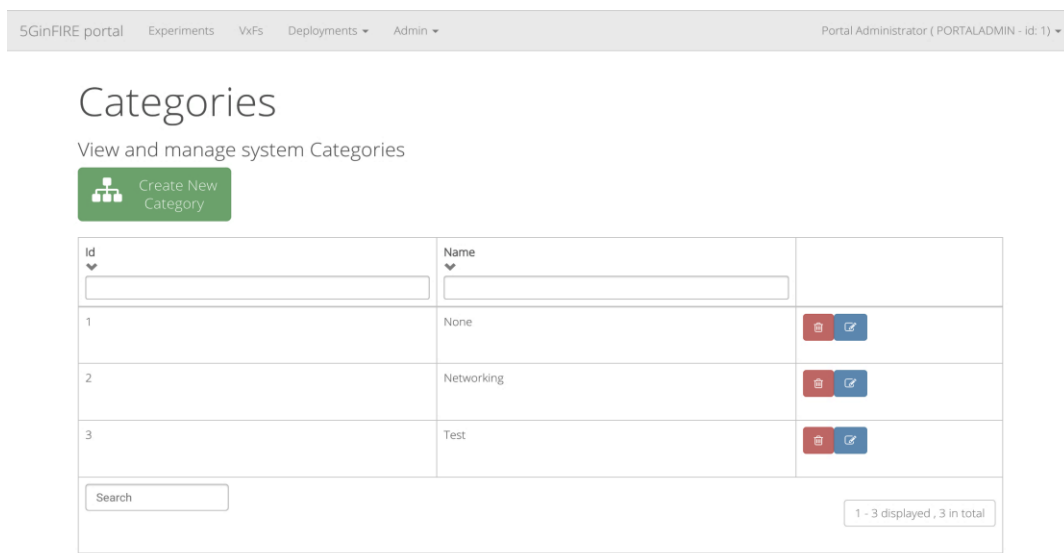 5GinFIRE portal Experiments VxFs Deployments Admin Portal Administrator ( PORTALADMIN - id: 1)
Categories
View and manage system Categories
Create New
Category
Id Name
1 None
2 Networking
3 Test
Search
1 - 3 displayed , 3 in total